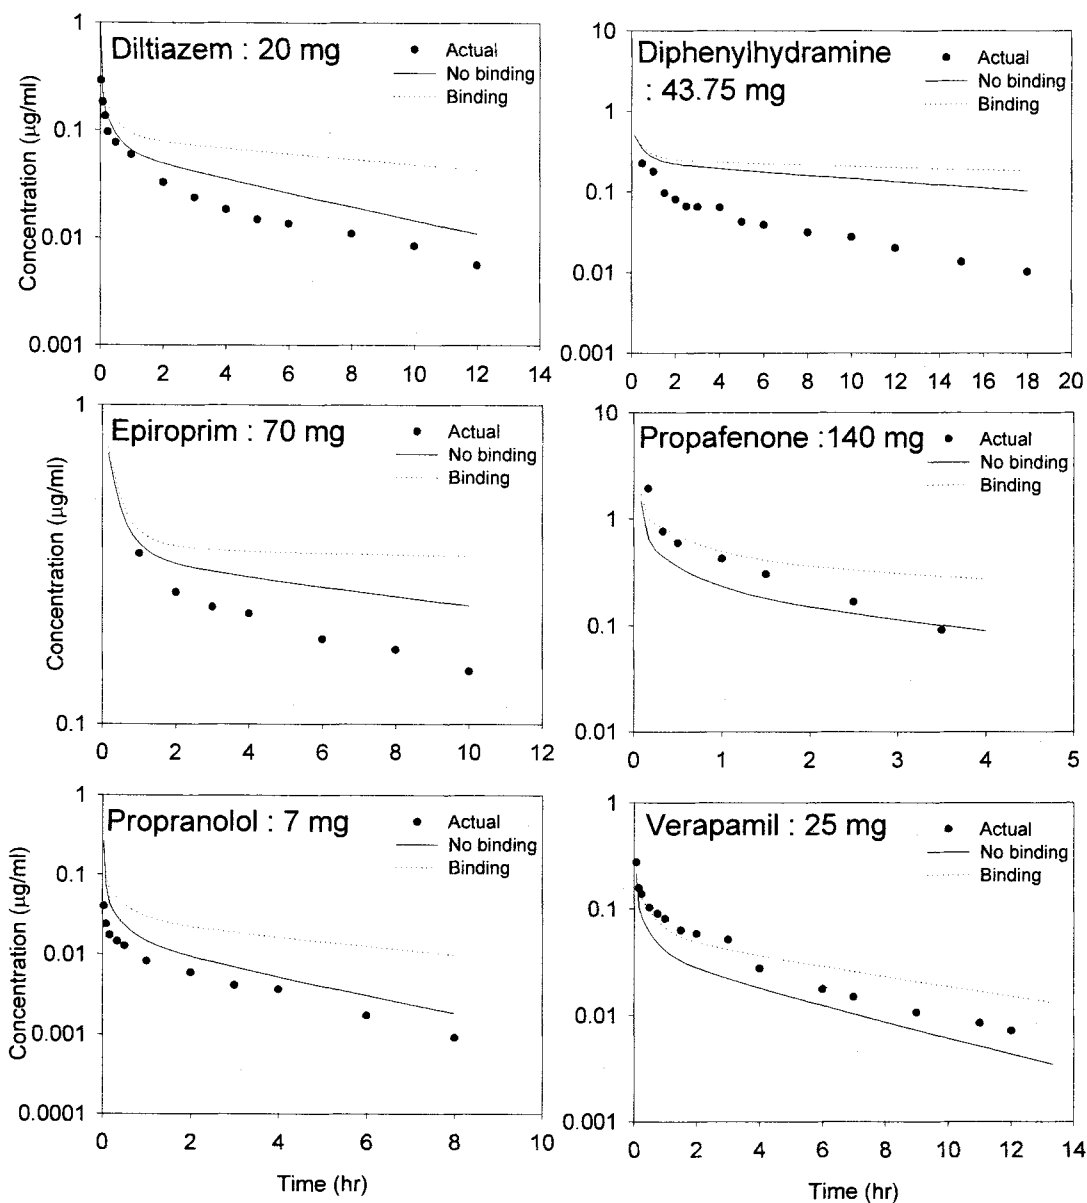 Diltiazem : 20 mg
Actual
No binding
Binding
Concentration (µg/ml)
1
0.1
0.01
0.001
0 2 4 6 8 10 12 14
Diphenylhydramine
: 43.75 mg
Actual
No binding
Binding
10
1
0.1
0.01
0.001
0 2 4 6 8 10 12 14 16 18 20
Epiroprim : 70 mg
Actual
No binding
Binding
Concentration (µg/ml)
1
0.1
0 2 4 6 8 10 12
Propafenone :140 mg
Actual
No binding
Binding
10
1
0.1
0.01
0 1 2 3 4 5
Propranolol : 7 mg
Actual
No binding
Binding
Concentration (µg/ml)
1
0.1
0.01
0.001
0.0001
0 2 4 6 8 10
Time (hr)
Verapamil : 25 mg
Actual
No binding
Binding
1
0.1
0.01
0.001
0 2 4 6 8 10 12 14
Time (hr)